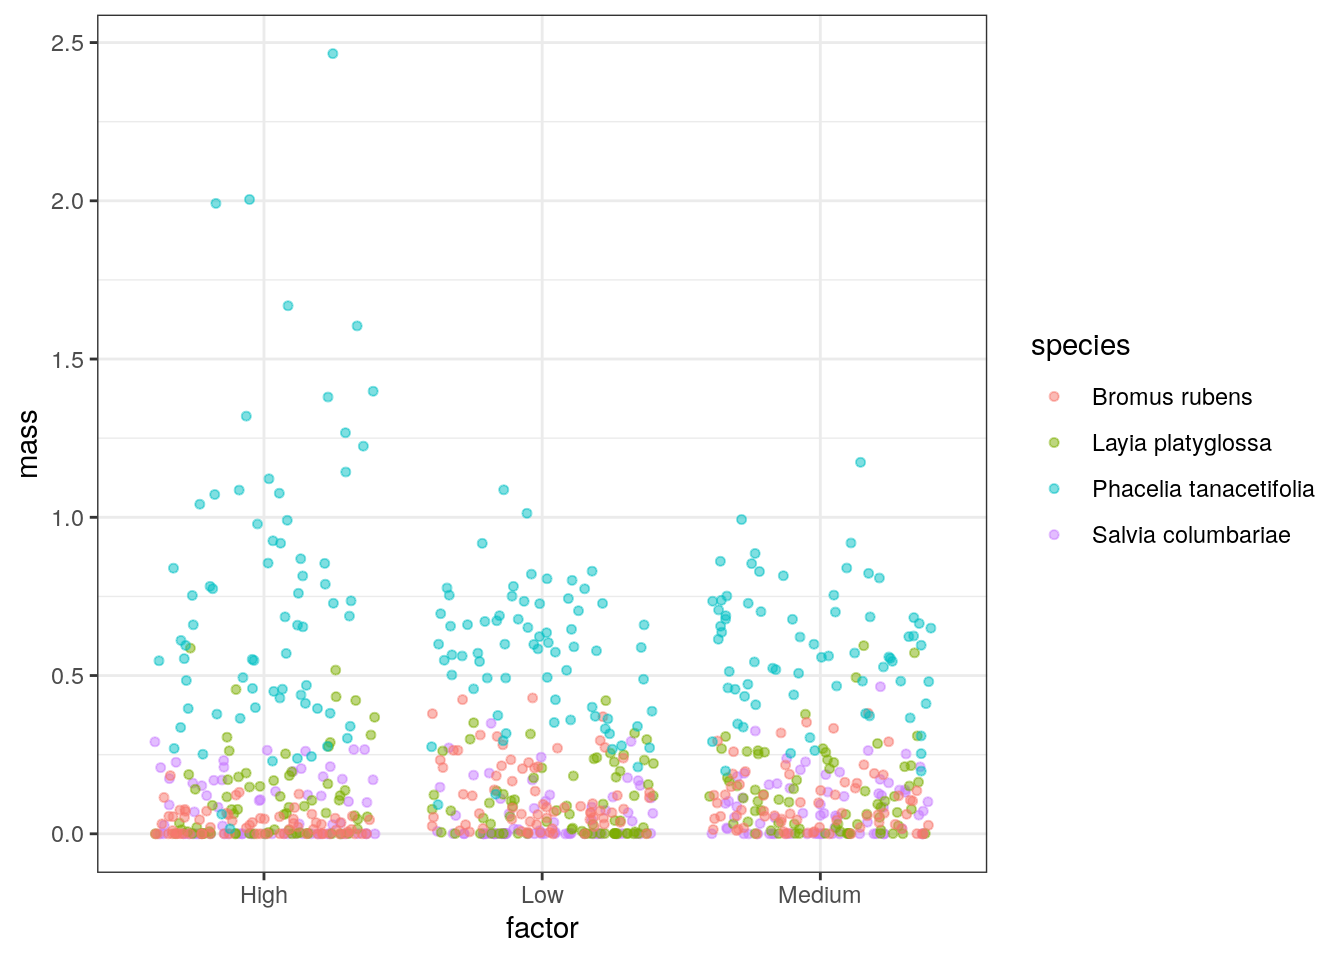 2.5
2.0
1.5
1.0
0.5
0.0
mass
High
Low
Medium
factor
species
Bromus rubens
Layia platyglossa
Phacelia tanacetifolia
Salvia columbariae